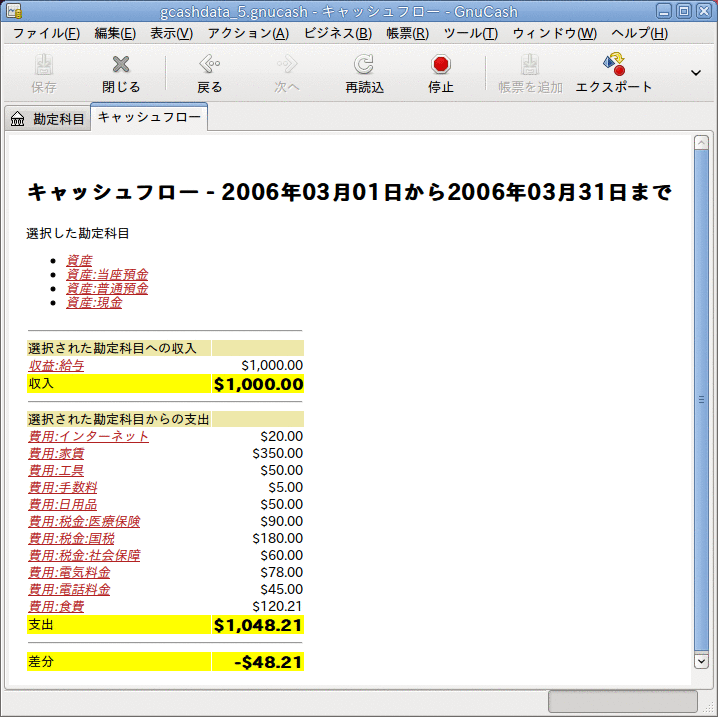 gcashdata_5.gnucash - キャッシュフロー - GnuCash
ファイル(F) 編集(E) 表示(V) アクション(A) ビジネス(B) 帳票(R) ツール(T) ウィンドウ(W) ヘルプ(H)
保存 閉じる 戻る 次へ 再読込 停止 帳票を追加 エクスポート
勘定科目 キャッシュフロー
キャッシュフロー - 2006年03月01日から2006年03月31日まで
選択した勘定科目
資産
資産:当座預金
資産:普通預金
資産:現金
選択された勘定科目への収入
収益:給与 $1,000.00
収入 $1,000.00
選択された勘定科目からの支出
費用:インターネット $20.00
費用:家賃 $350.00
費用:工具 $50.00
費用:手数料 $5.00
費用:日用品 $50.00
費用:税金:医療保険 $90.00
費用:税金:国税 $180.00
費用:税金:社会保障 $60.00
費用:電気料金 $78.00
費用:電話料金 $45.00
費用:食費 $120.21
支出 $1,048.21
差分 -$48.21